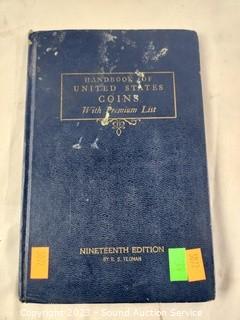 HANDBOOK OF
UNITED STATES
COINS
With Premium List
NINETEENTH EDITION
BY R. S. YEOMAN
Copyright 2023 - Sound Auction Service